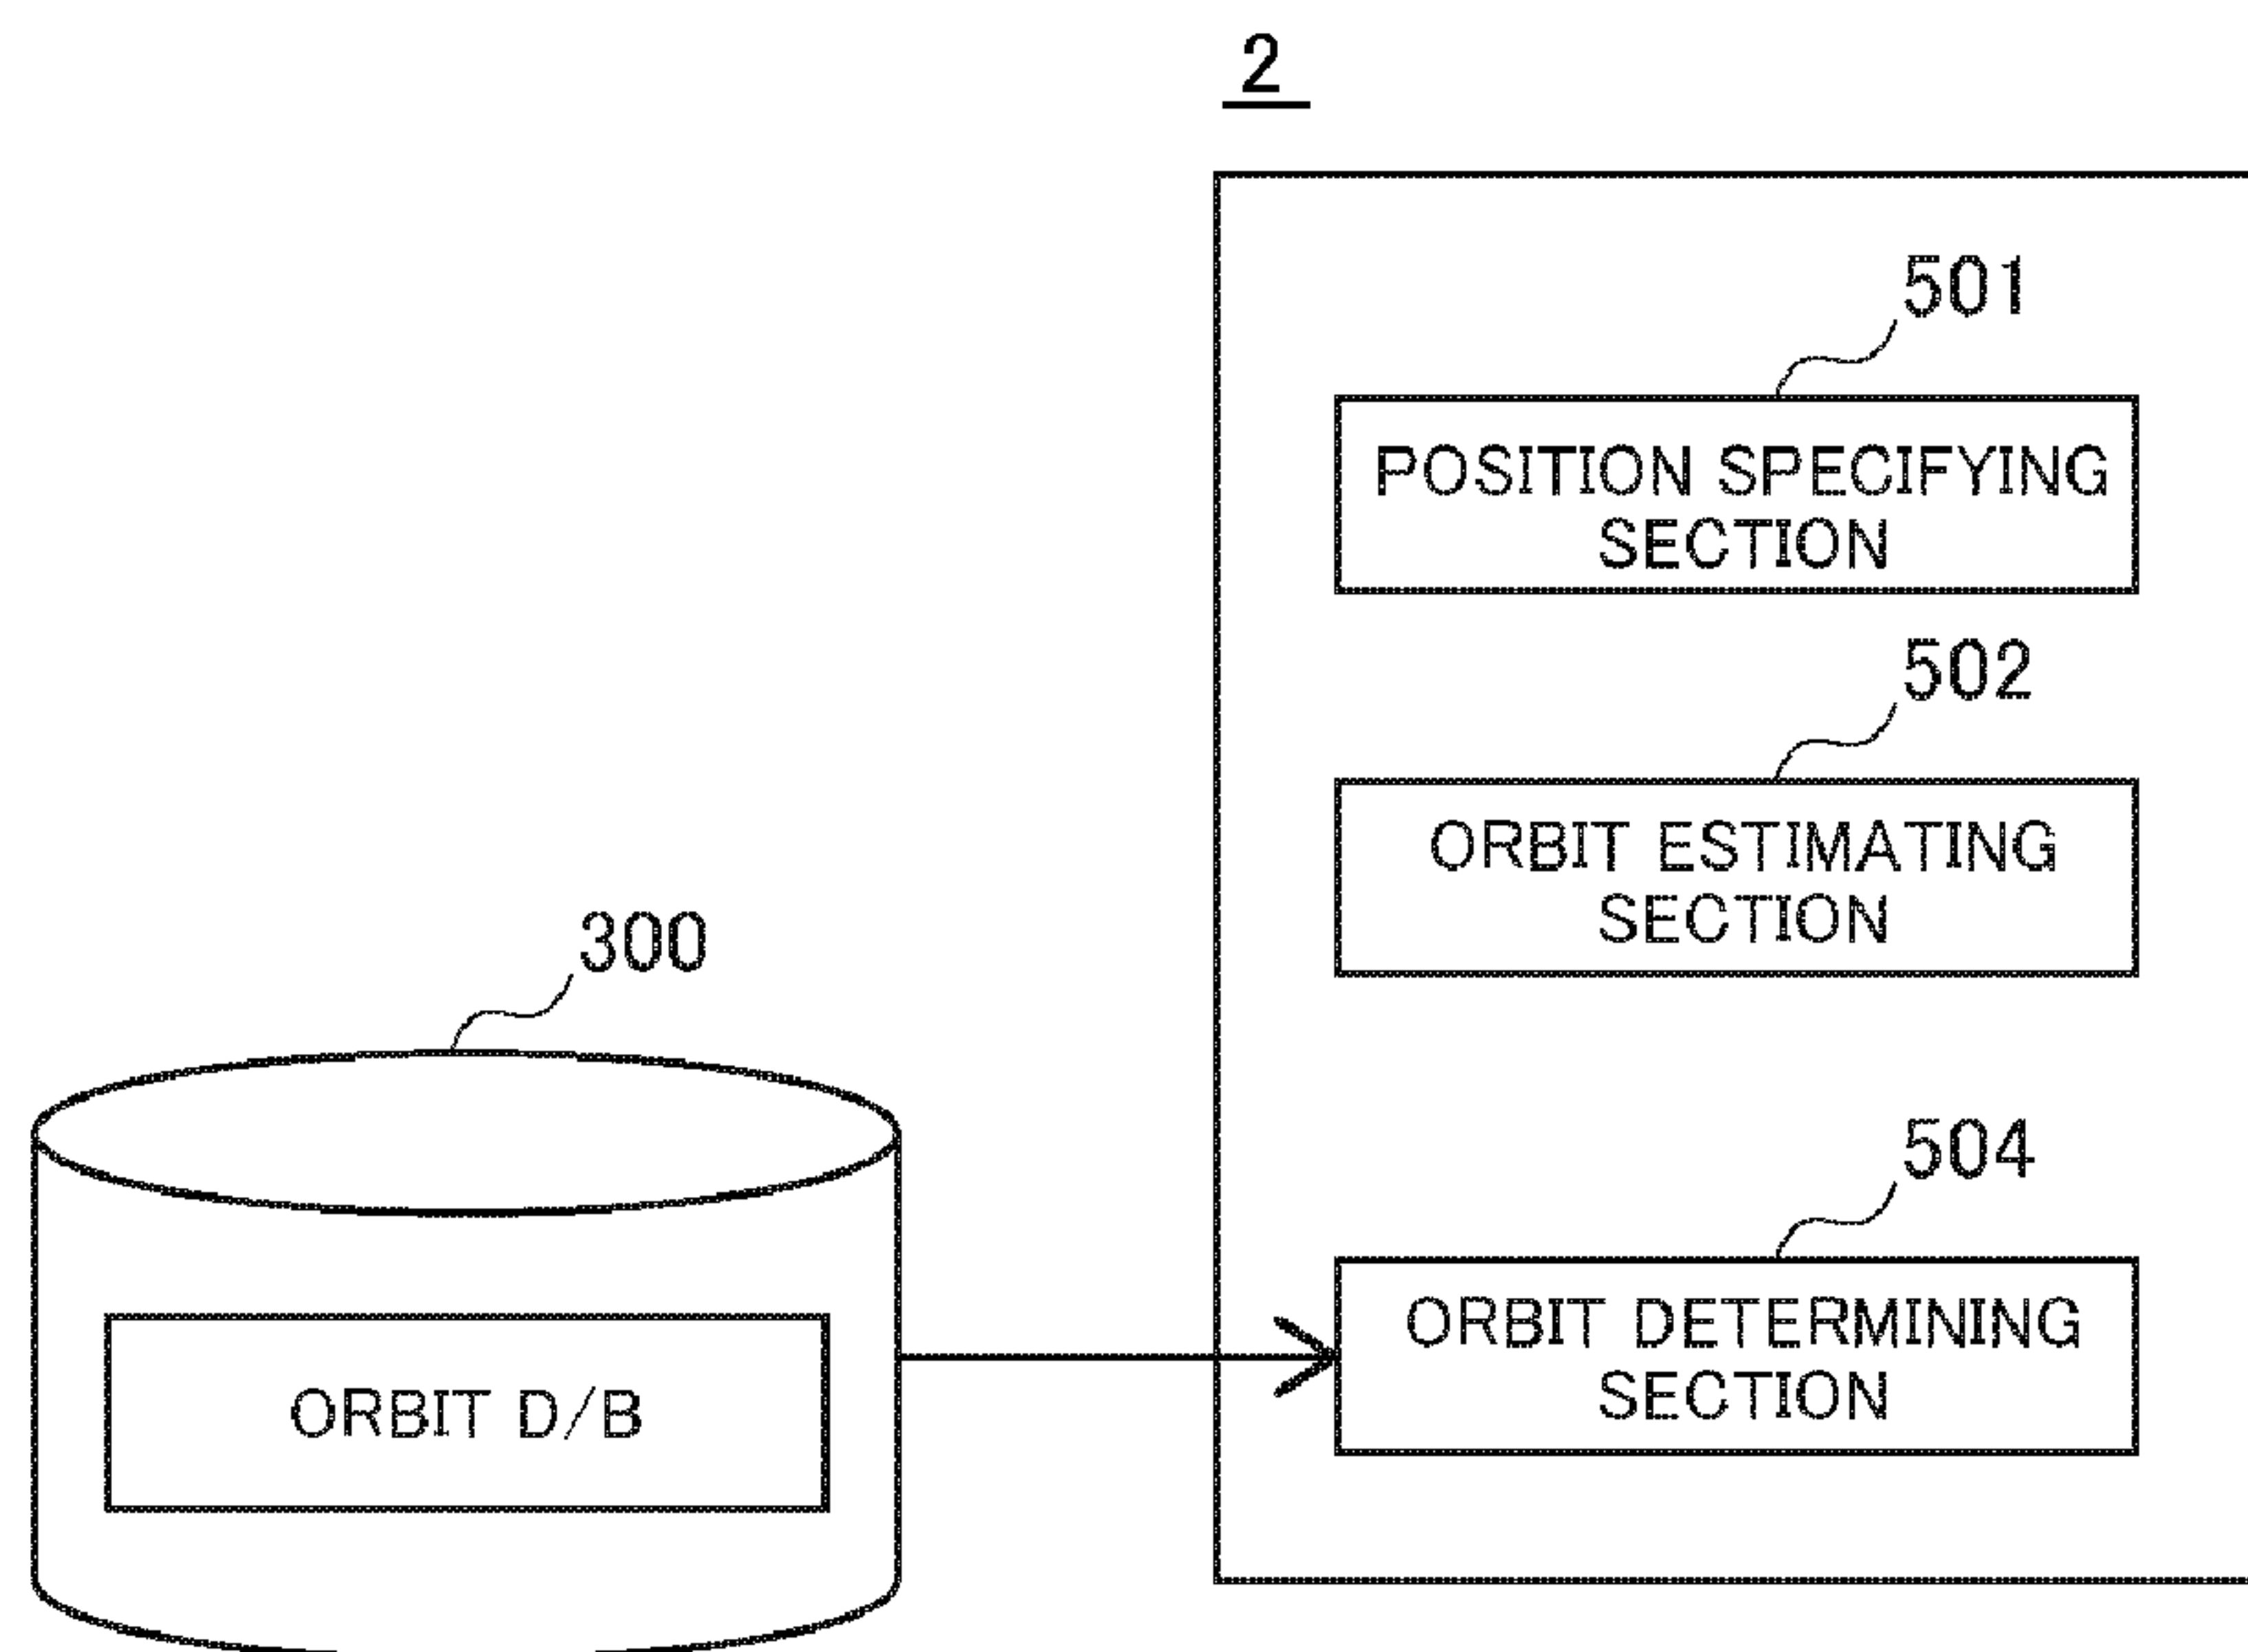 2
501
POSITION SPECIFYING
SECTION
502
ORBIT ESTIMATING
SECTION
300
504
ORBIT DETERMINING
SECTION
ORBIT D/B